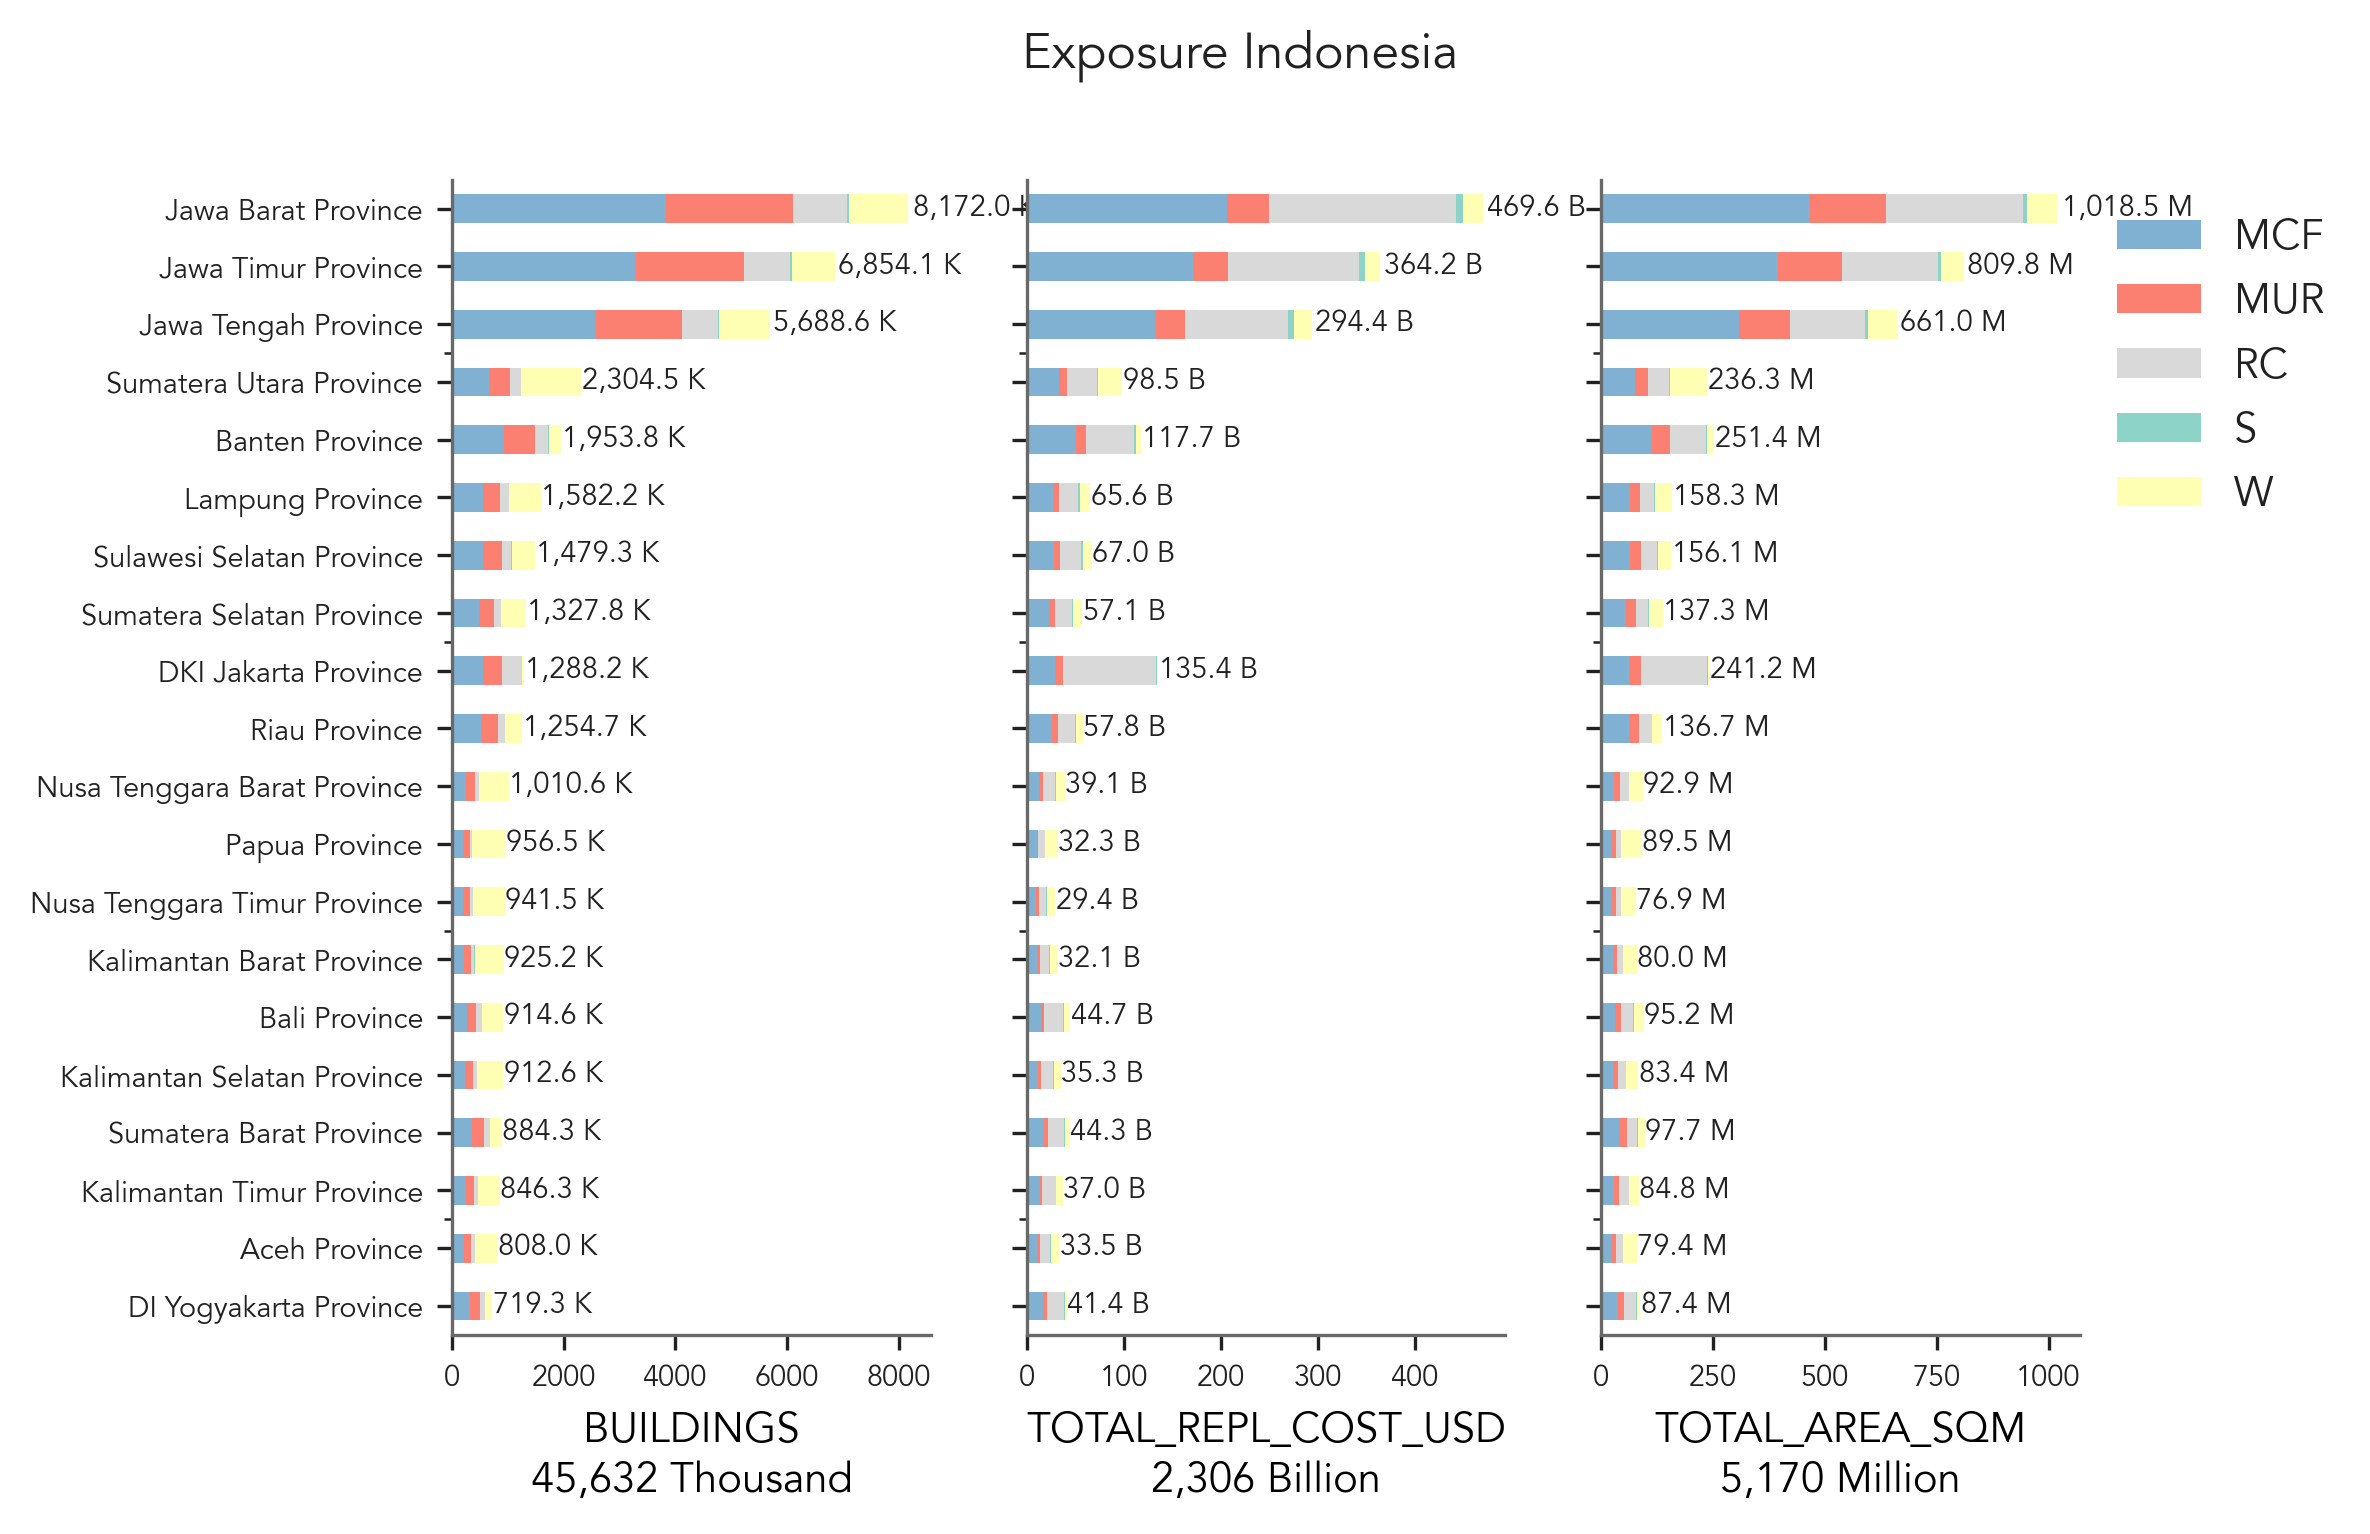 Exposure Indonesia
Jawa Barat Province 8,172.0 K 469.6 B 1,018.5 M
Jawa Timur Province 6,854.1 K 364.2 B 809.8 M
Jawa Tengah Province 5,688.6 K 294.4 B 661.0 M
Sumatera Utara Province 2,304.5 K 98.5 B 236.3 M
Banten Province 1,953.8 K 117.7 B 251.4 M
Lampung Province 1,582.2 K 65.6 B 158.3 M
Sulawesi Selatan Province 1,479.3 K 67.0 B 156.1 M
Sumatera Selatan Province 1,327.8 K 57.1 B 137.3 M
DKI Jakarta Province 1,288.2 K 135.4 B 241.2 M
Riau Province 1,254.7 K 57.8 B 136.7 M
Nusa Tenggara Barat Province 1,010.6 K 39.1 B 92.9 M
Papua Province 956.5 K 32.3 B 89.5 M
Nusa Tenggara Timur Province 941.5 K 29.4 B 76.9 M
Kalimantan Barat Province 925.2 K 32.1 B 80.0 M
Bali Province 914.6 K 44.7 B 95.2 M
Kalimantan Selatan Province 912.6 K 35.3 B 83.4 M
Sumatera Barat Province 884.3 K 44.3 B 97.7 M
Kalimantan Timur Province 846.3 K 37.0 B 84.8 M
Aceh Province 808.0 K 33.5 B 79.4 M
DI Yogyakarta Province 719.3 K 41.4 B 87.4 M
0 2000 4000 6000 8000
BUILDINGS
45,632 Thousand
0 100 200 300 400
TOTAL_REPL_COST_USD
2,306 Billion
0 250 500 750 1000
TOTAL_AREA_SQM
5,170 Million
MCF
MUR
RC
S
W